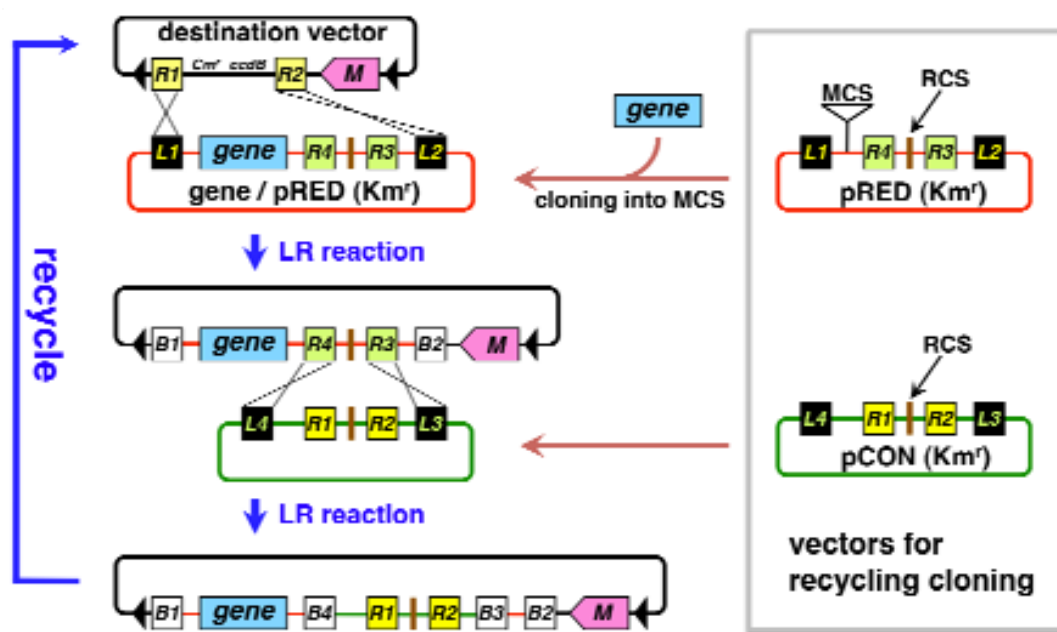 destination vector
R1 Cmʳ ccdB R2 M
MCS
RCS
gene
L1 gene R4 R3 L2
L1 R4 R3 L2
gene / pRED (Kmʳ)
cloning into MCS
pRED (Kmʳ)
recycle
LR reaction
B1 gene R4 R3 B2 M
RCS
L4 R1 R2 L3
L4 R1 R2 L3
pCON (Kmʳ)
LR reaction
vectors for
recycling cloning
B1 gene B4 R1 R2 B3 B2 M